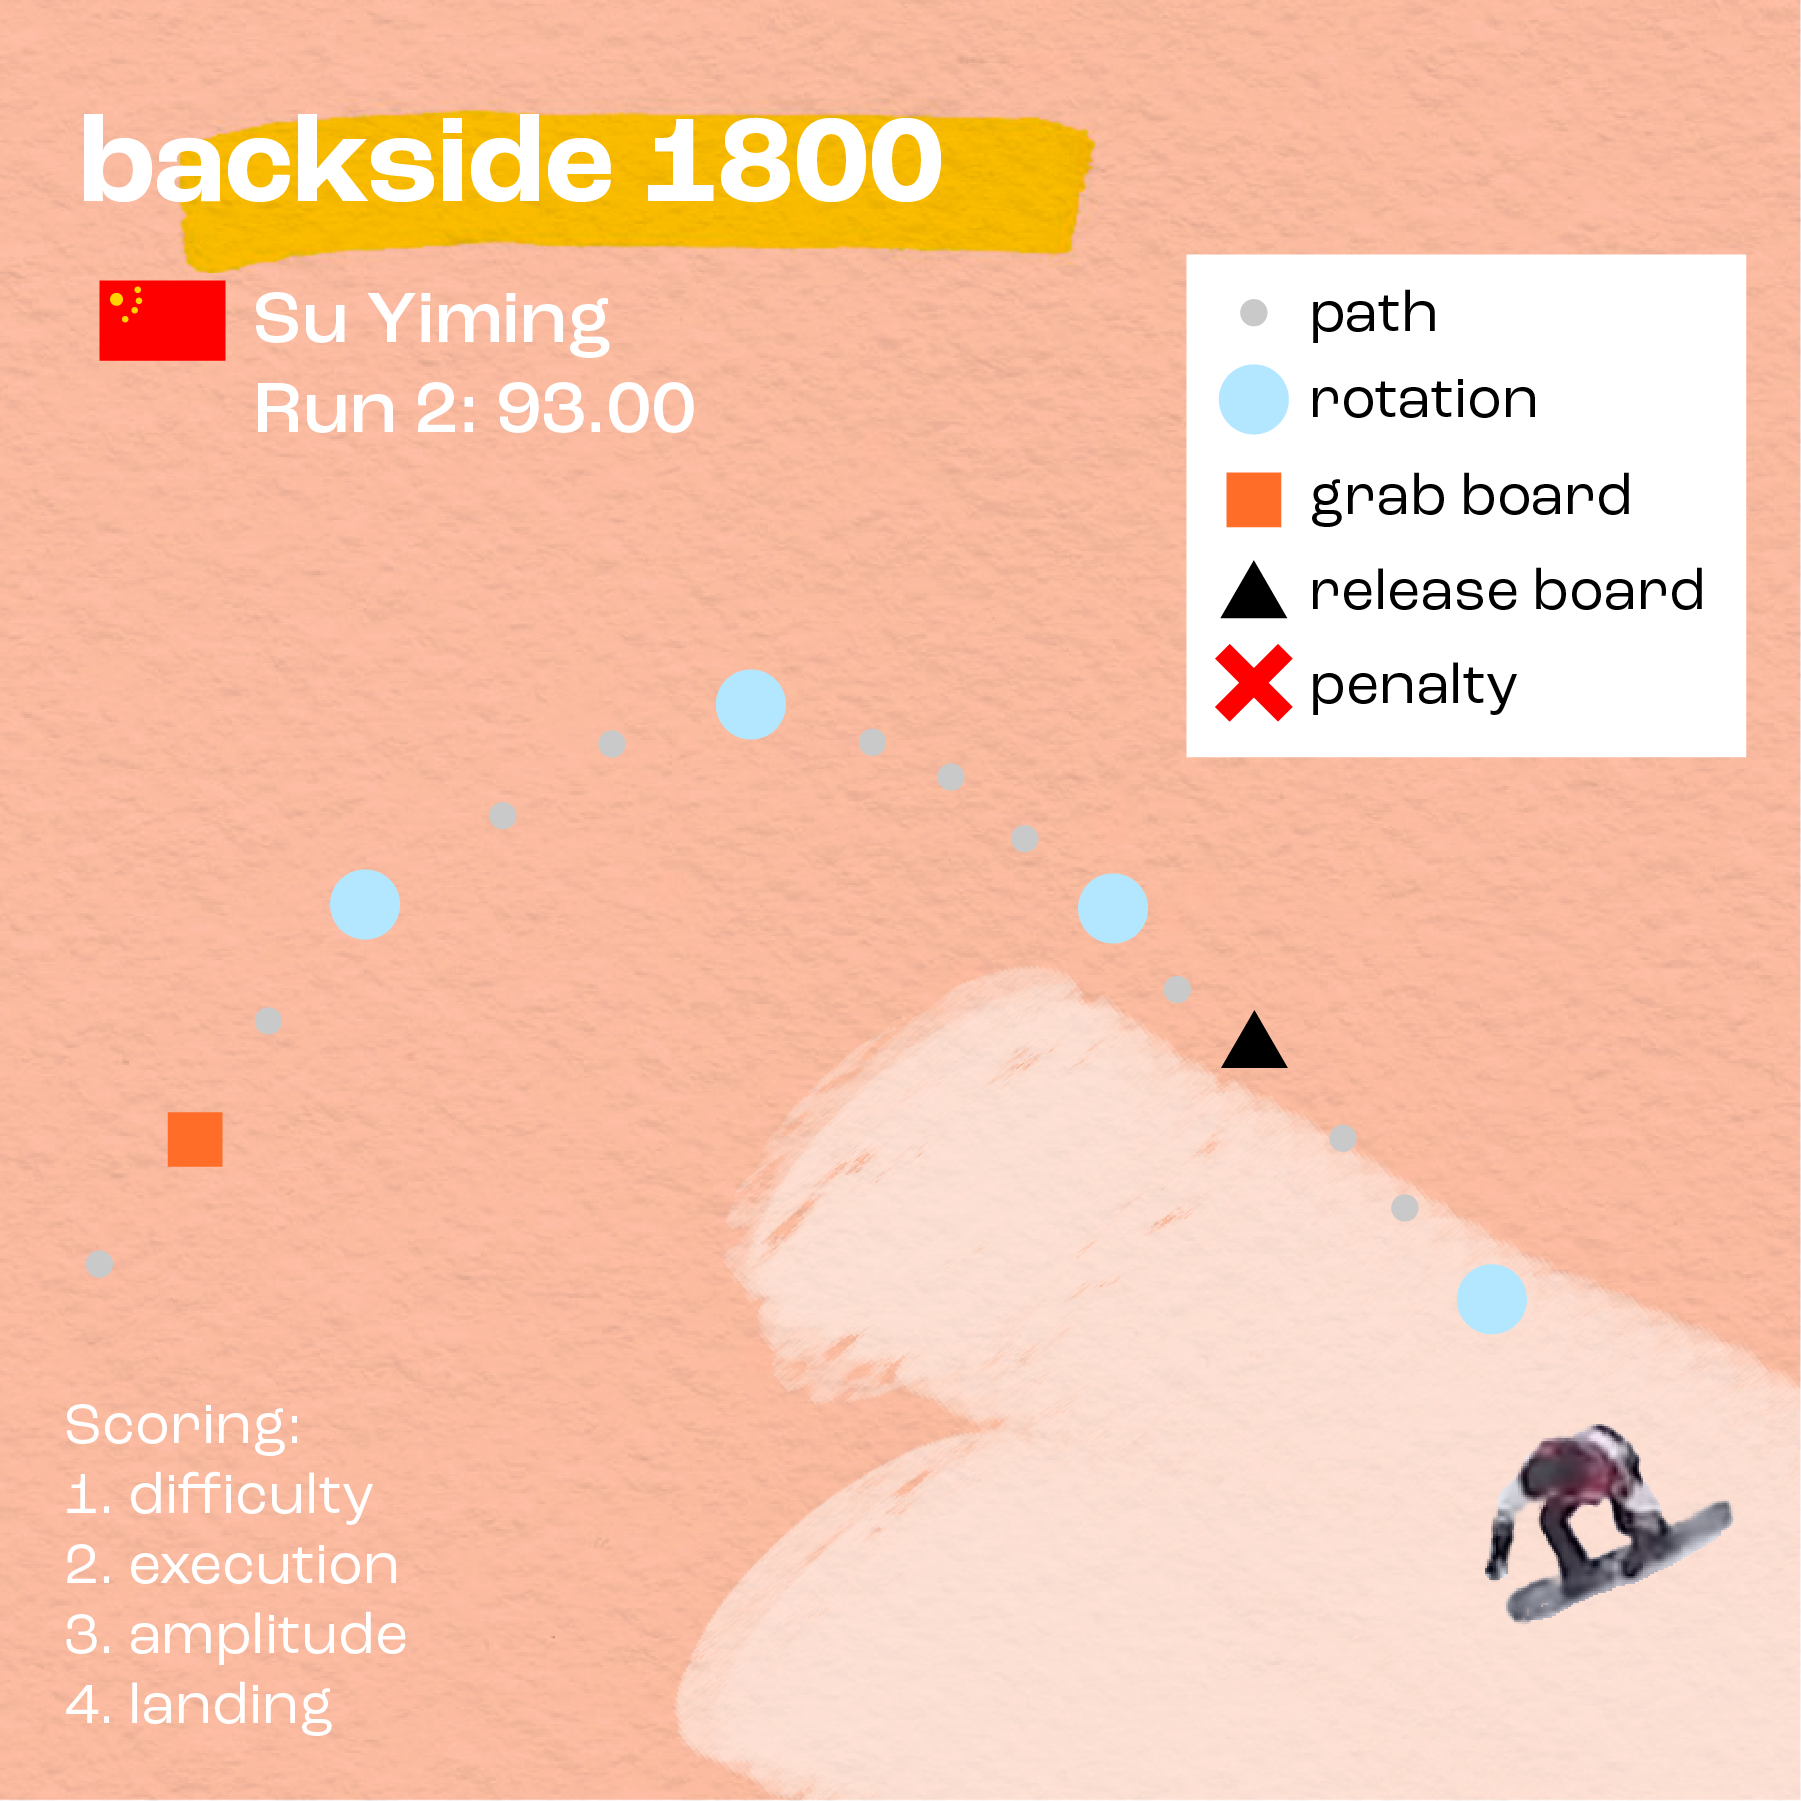 backside 1800
Su Yiming
Run 2: 93.00
path
rotation
grab board
release board
penalty
Scoring:
1. difficulty
2. execution
3. amplitude
4. landing